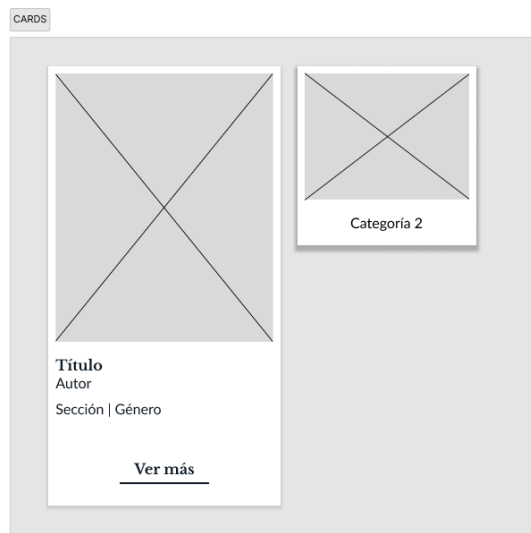 CARDS
Título
Autor
Sección | Género
Ver más
Categoría 2